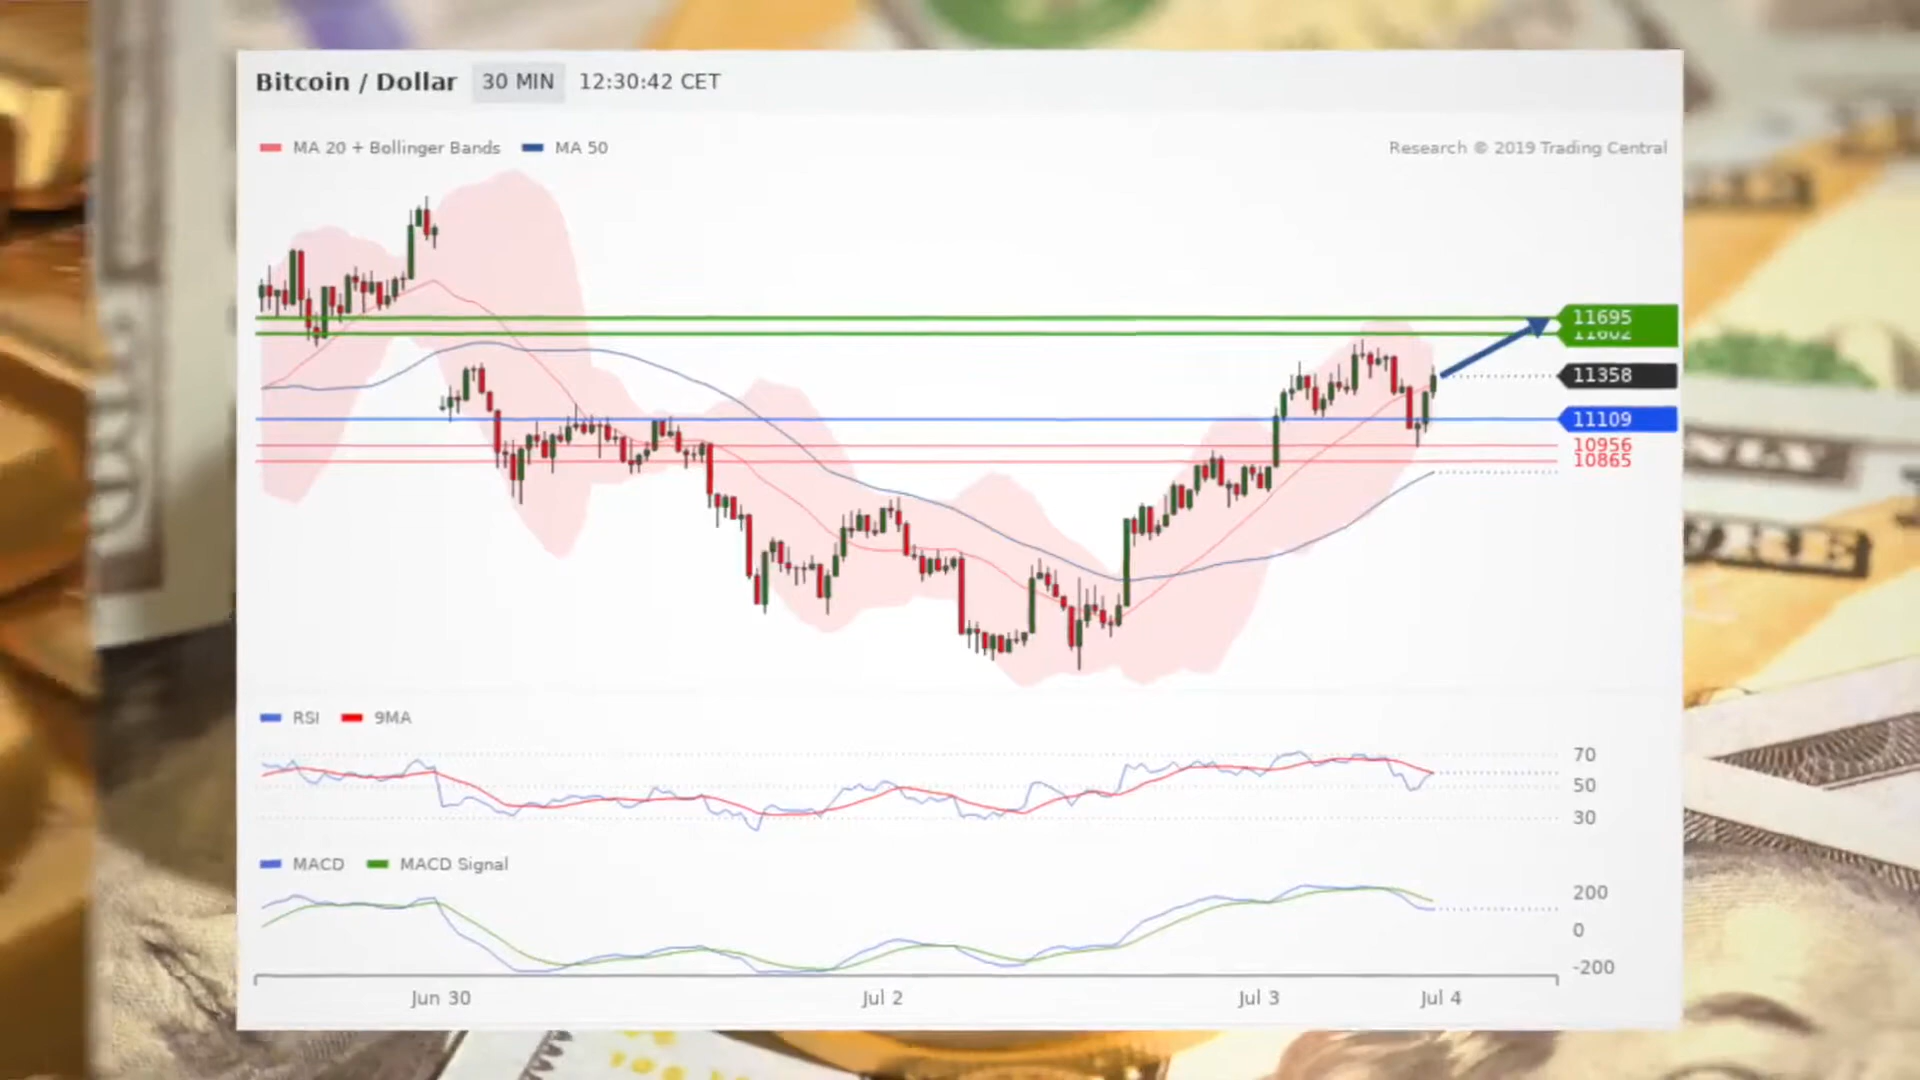 Bitcoin / Dollar 30 MIN 12:30:42 CET
MA 20 + Bollinger Bands MA 50
Research © 2019 Trading Central
11695
11602
11358
11109
10956
10865
RSI 9MA
70
50
30
MACD MACD Signal
200
0
-200
Jun 30 Jul 2 Jul 3 Jul 4